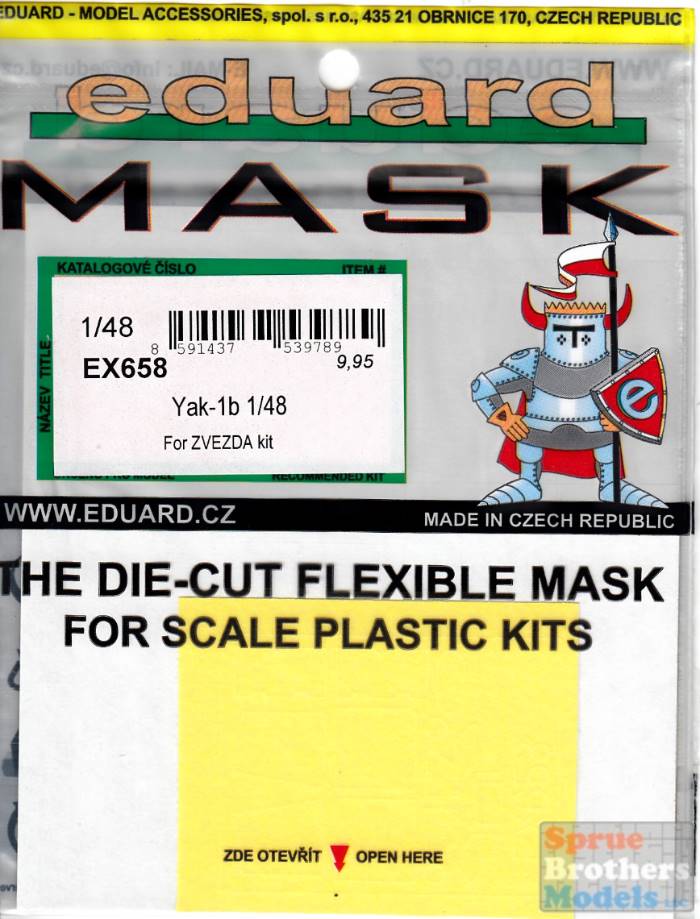 EDUARD - MODEL ACCESSORIES, spol. s r.o., 435 21 OBRNICE 170, CZECH REPUBLIC
WWW.EDUARD.CZ
eduard
MASK
KATALOGOVÉ ČÍSLO ITEM #
NÁZEV TITLE
1/48
8 591437 539789
EX658 9,95
Yak-1b 1/48
For ZVEZDA kit
RECOMMENDED KIT
e
WWW.EDUARD.CZ MADE IN CZECH REPUBLIC
THE DIE-CUT FLEXIBLE MASK
FOR SCALE PLASTIC KITS
ZDE OTEVŘÍT OPEN HERE
Sprue
Brothers
Models LLC